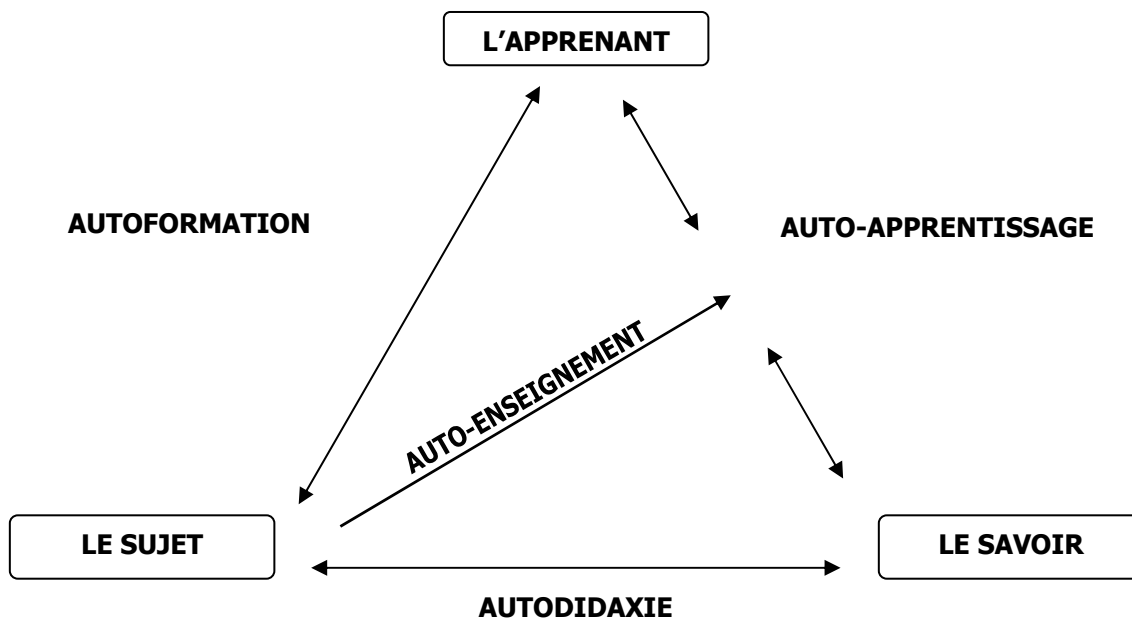 L’APPRENANT
AUTOFORMATION
AUTO-APPRENTISSAGE
AUTO-ENSEIGNEMENT
LE SUJET
LE SAVOIR
AUTODIDAXIE